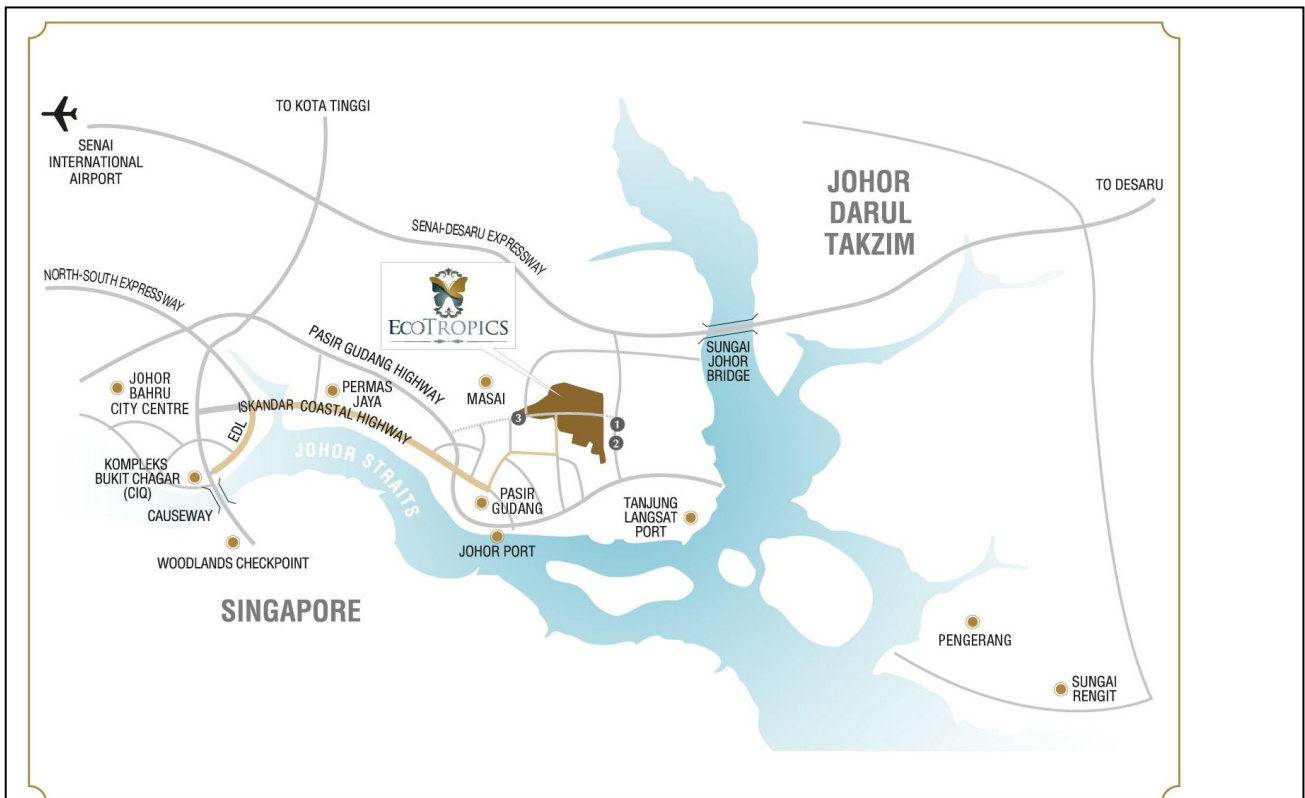 TO KOTA TINGGI
SENAI
INTERNATIONAL
AIRPORT
JOHOR
DARUL
TAKZIM
TO DESARU
SENAI-DESARU EXPRESSWAY
NORTH-SOUTH EXPRESSWAY
ECOTROPICS
PASIR GUDANG HIGHWAY
SUNGAI
JOHOR
BRIDGE
JOHOR
BAHRU
CITY CENTRE
PERMAS
JAYA
MASAI
EDL
ISKANDAR COASTAL HIGHWAY
3
1
2
JOHOR STRAITS
KOMPLEKS
BUKIT CHAGAR
(CIQ)
CAUSEWAY
PASIR
GUDANG
TANJUNG
LANGSAT
PORT
JOHOR PORT
WOODLANDS CHECKPOINT
SINGAPORE
PENGERANG
SUNGAI
RENGIT